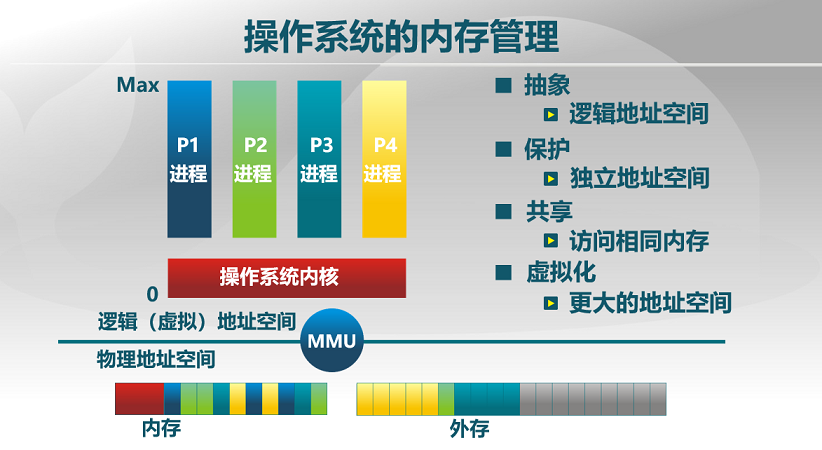 操作系统的内存管理
Max
P1
进程
P2
进程
P3
进程
P4
进程
操作系统内核
0
逻辑（虚拟）地址空间
MMU
物理地址空间
内存
外存
抽象
逻辑地址空间
保护
独立地址空间
共享
访问相同内存
虚拟化
更大的地址空间